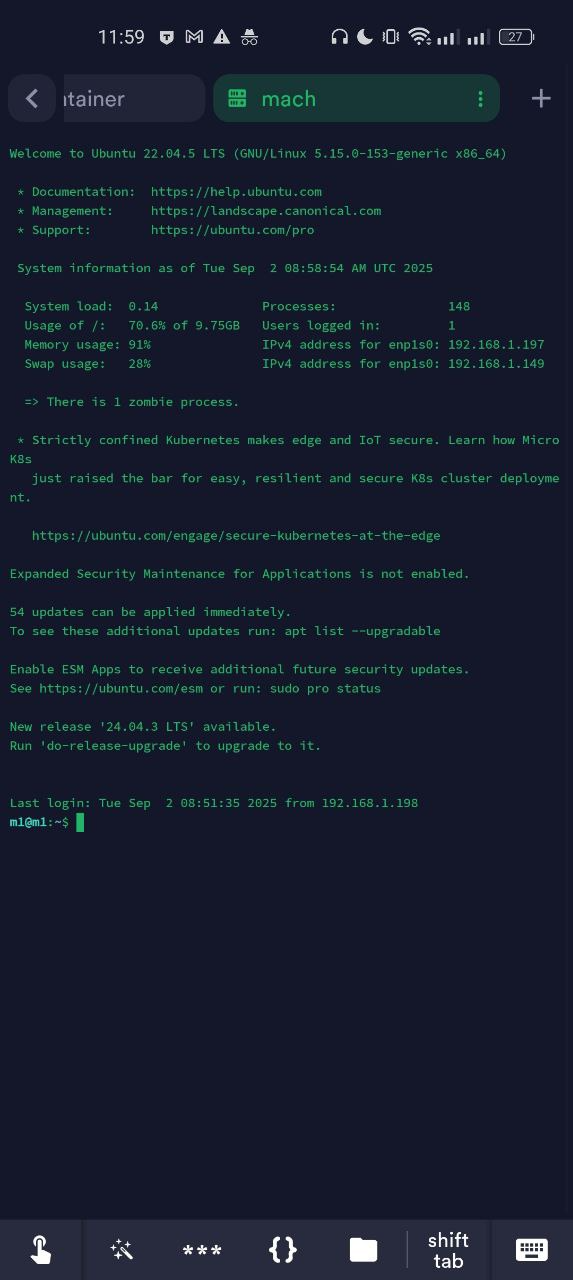 11:59
27
ntainer
mach
Welcome to Ubuntu 22.04.5 LTS (GNU/Linux 5.15.0-153-generic x86_64)
* Documentation:  https://help.ubuntu.com
* Management:     https://landscape.canonical.com
* Support:        https://ubuntu.com/pro
System information as of Tue Sep  2 08:58:54 AM UTC 2025
System load:  0.14              Processes:               148
Usage of /:   70.6% of 9.75GB   Users logged in:         1
Memory usage: 91%               IPv4 address for enp1s0: 192.168.1.197
Swap usage:   28%               IPv4 address for enp1s0: 192.168.1.149
=> There is 1 zombie process.
* Strictly confined Kubernetes makes edge and IoT secure. Learn how Micro
K8s
just raised the bar for easy, resilient and secure K8s cluster deployme
nt.
https://ubuntu.com/engage/secure-kubernetes-at-the-edge
Expanded Security Maintenance for Applications is not enabled.
54 updates can be applied immediately.
To see these additional updates run: apt list --upgradable
Enable ESM Apps to receive additional future security updates.
See https://ubuntu.com/esm or run: sudo pro status
New release '24.04.3 LTS' available.
Run 'do-release-upgrade' to upgrade to it.
Last login: Tue Sep  2 08:51:35 2025 from 192.168.1.198
m1@m1:~$
*** {} shift
tab